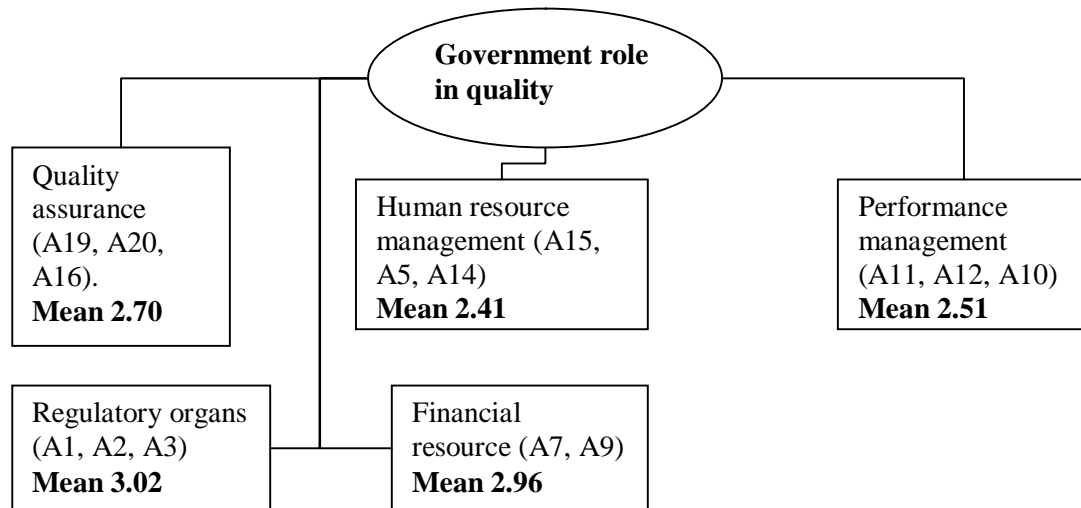 Government role
in quality
Quality
assurance
(A19, A20,
A16).
Mean 2.70
Human resource
management (A15,
A5, A14)
Mean 2.41
Performance
management
(A11, A12, A10)
Mean 2.51
Regulatory organs
(A1, A2, A3)
Mean 3.02
Financial
resource (A7, A9)
Mean 2.96